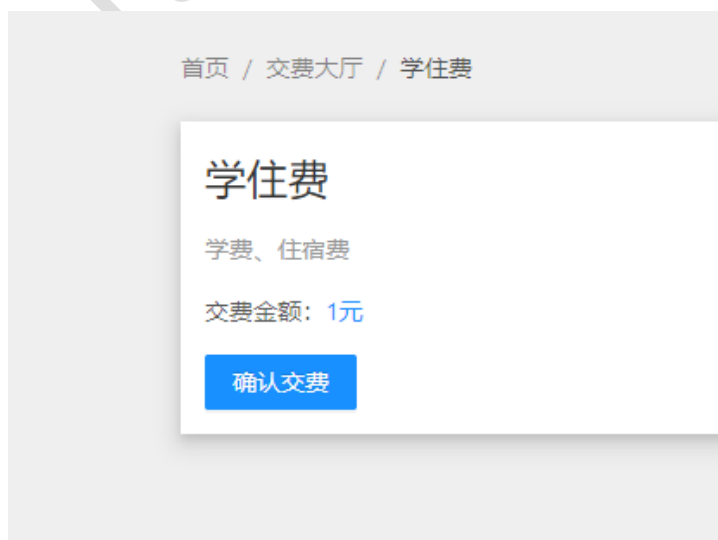 首页 / 交费大厅 / 学住费
学住费
学费、住宿费
交费金额：1元
确认交费